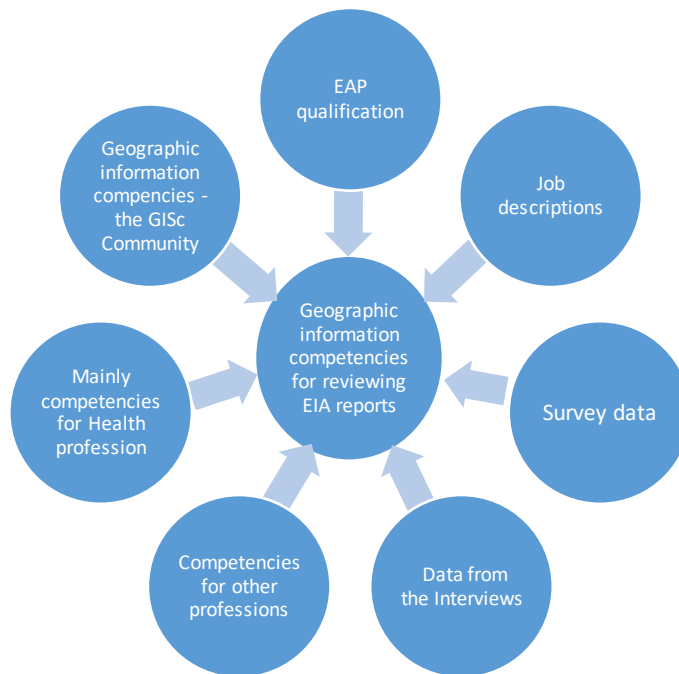 EAP
qualification
Job
descriptions
Survey data
Data from
the Interviews
Competencies
for other
professions
Mainly
competencies
for Health
profession
Geographic
information
compencies -
the GISc
Community
Geographic
information
competencies
for reviewing
EIA reports